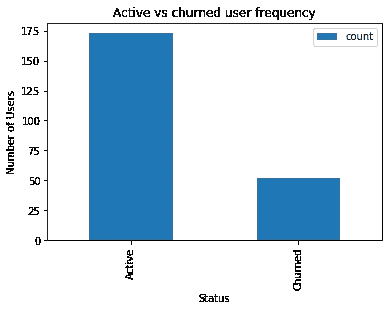 Active vs churned user frequency
count
175
150
125
100
75
50
25
0
Number of Users
Active
Churned
Status